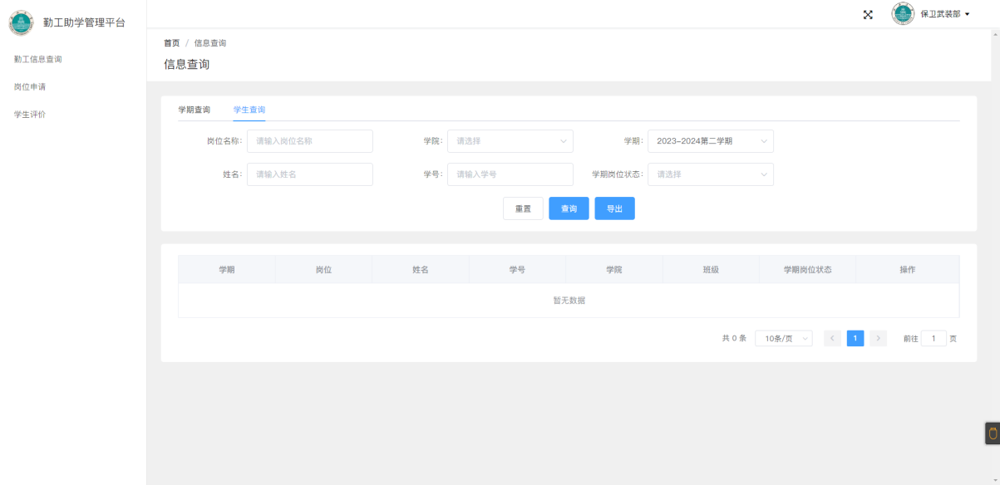 勤工助学管理平台
保卫武装部
勤工信息查询
岗位申请
学生评价
首页 / 信息查询
信息查询
学期查询 学生查询
岗位名称: 请输入岗位名称 学院: 请选择 学期: 2023-2024第二学期
姓名: 请输入姓名 学号: 请输入学号 学期岗位状态: 请选择
重置 查询 导出
学期 岗位 姓名 学号 学院 班级 学期岗位状态 操作
暂无数据
共 0 条 10条/页 1 前往 1 页